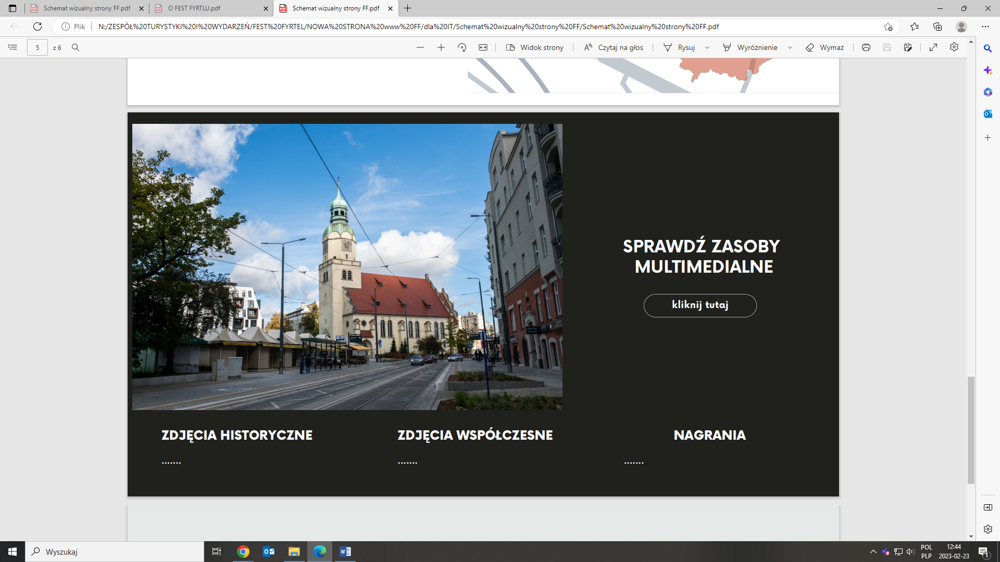 Schemat wizualny strony FF.pdf
O FEST FYRTLU.pdf
Schemat wizualny strony FF.pdf
Plik
N:/ZESPÓŁ%20TURYSTYKI%20I%20WYDARZEŃ/FEST%20FYRTEL/NOWA%20STRONA%20www%20FF/dla%20IT/Schemat%20wizualny%20strony%20FF/Schemat%20wizualny%20strony%20FF.pdf
5 z 6
Widok strony
Czytaj na głos
Rysuj
Wyróżnienie
Wymaż
SPRAWDŹ ZASOBY
MULTIMEDIALNE
kliknij tutaj
OPTYK
ZDJĘCIA HISTORYCZNE
ZDJĘCIA WSPÓŁCZESNE
NAGRANIA
.......
.......
.......
Wyszukaj
POL
PLP
12:44
2023-02-23
1